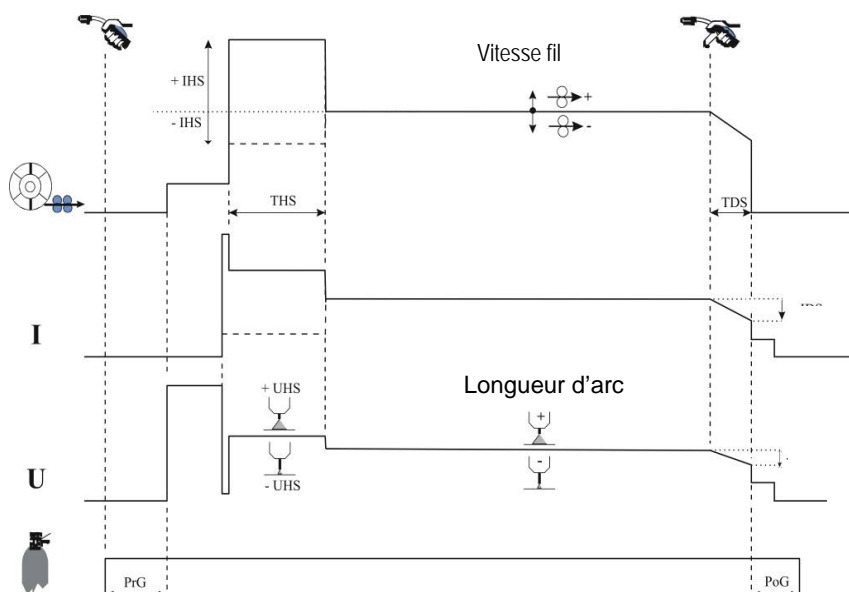 Vitesse fil
+ IHS
- IHS
+
-
THS
TDS
I
+ UHS
Longueur d’arc
+
-
- UHS
U
PrG
PoG